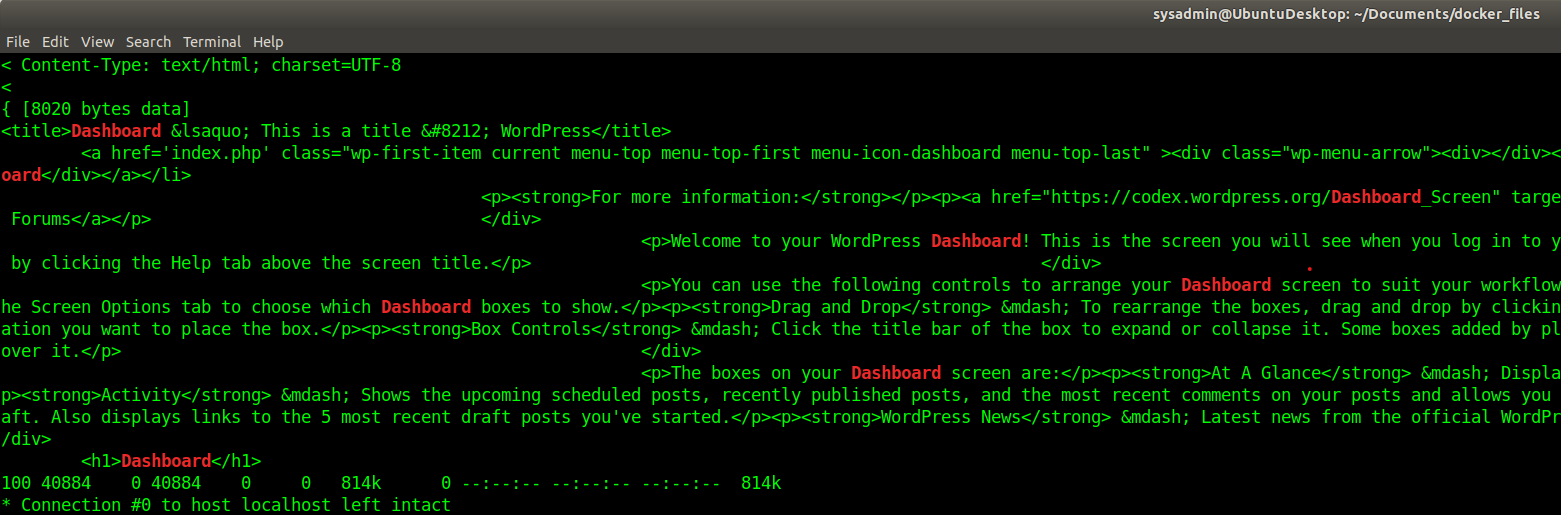 sysadmin@UbuntuDesktop: ~/Documents/docker_files
File Edit View Search Terminal Help
< Content-Type: text/html; charset=UTF-8
<
{ [8020 bytes data]
<title>Dashboard &lsaquo; This is a title &#8212; WordPress</title>
<a href='index.php' class="wp-first-item current menu-top menu-top-first menu-icon-dashboard menu-top-last" ><div class="wp-menu-arrow"><div></div><
oard</div></a></li>
<p><strong>For more information:</strong></p><p><a href="https://codex.wordpress.org/Dashboard_Screen" targe
Forums</a></p> </div>
<p>Welcome to your WordPress Dashboard! This is the screen you will see when you log in to y
by clicking the Help tab above the screen title.</p> </div>
<p>You can use the following controls to arrange your Dashboard screen to suit your workflow
he Screen Options tab to choose which Dashboard boxes to show.</p><p><strong>Drag and Drop</strong> &mdash; To rearrange the boxes, drag and drop by clickin
ation you want to place the box.</p><p><strong>Box Controls</strong> &mdash; Click the title bar of the box to expand or collapse it. Some boxes added by pl
over it.</p> </div>
<p>The boxes on your Dashboard screen are:</p><p><strong>At A Glance</strong> &mdash; Displa
p><strong>Activity</strong> &mdash; Shows the upcoming scheduled posts, recently published posts, and the most recent comments on your posts and allows you
aft. Also displays links to the 5 most recent draft posts you've started.</p><p><strong>WordPress News</strong> &mdash; Latest news from the official WordPr
/div>
<h1>Dashboard</h1>
100 40884 0 40884 0 0 814k 0 --:--:-- --:--:-- --:--:-- 814k
* Connection #0 to host localhost left intact